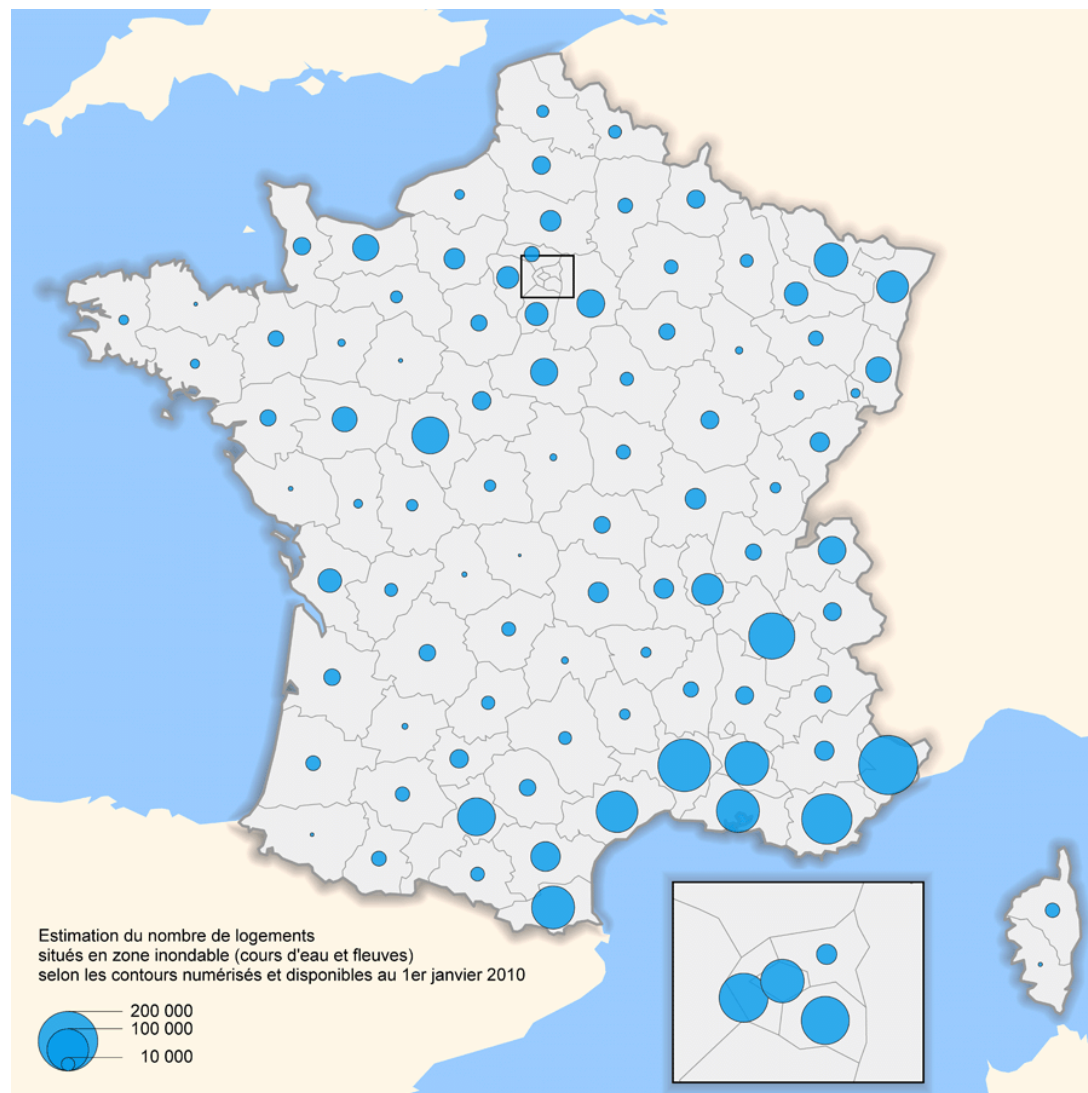 Estimation du nombre de logements
situés en zone inondable (cours d'eau et fleuves)
selon les contours numérisés et disponibles au 1er janvier 2010
200 000
100 000
10 000